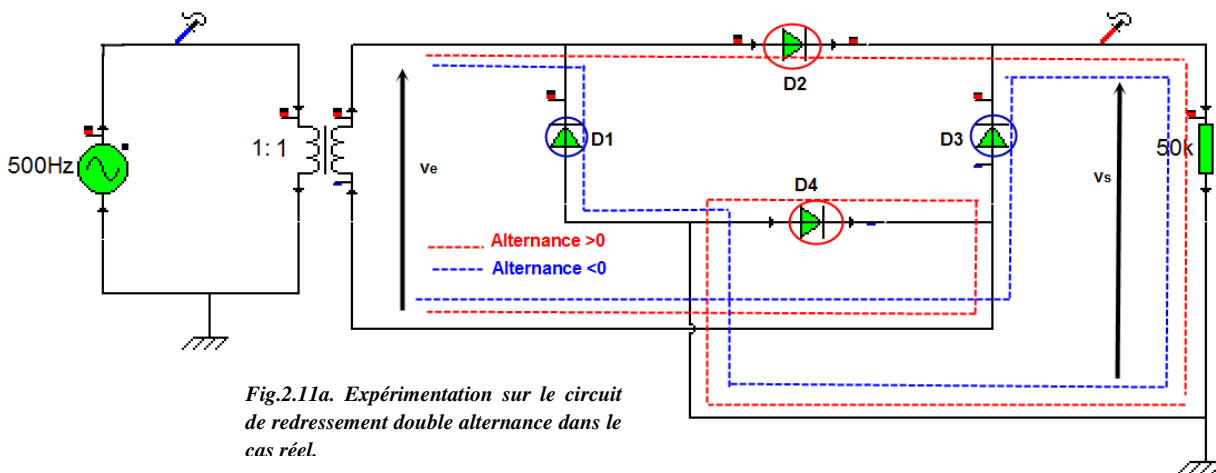 D2
500Hz
1: 1
D1
D3
50k
ve
vs
D4
Alternance >0
Alternance <0
Fig.2.11a. Expérimentation sur le circuit
de redressement double alternance dans le
cas réel.